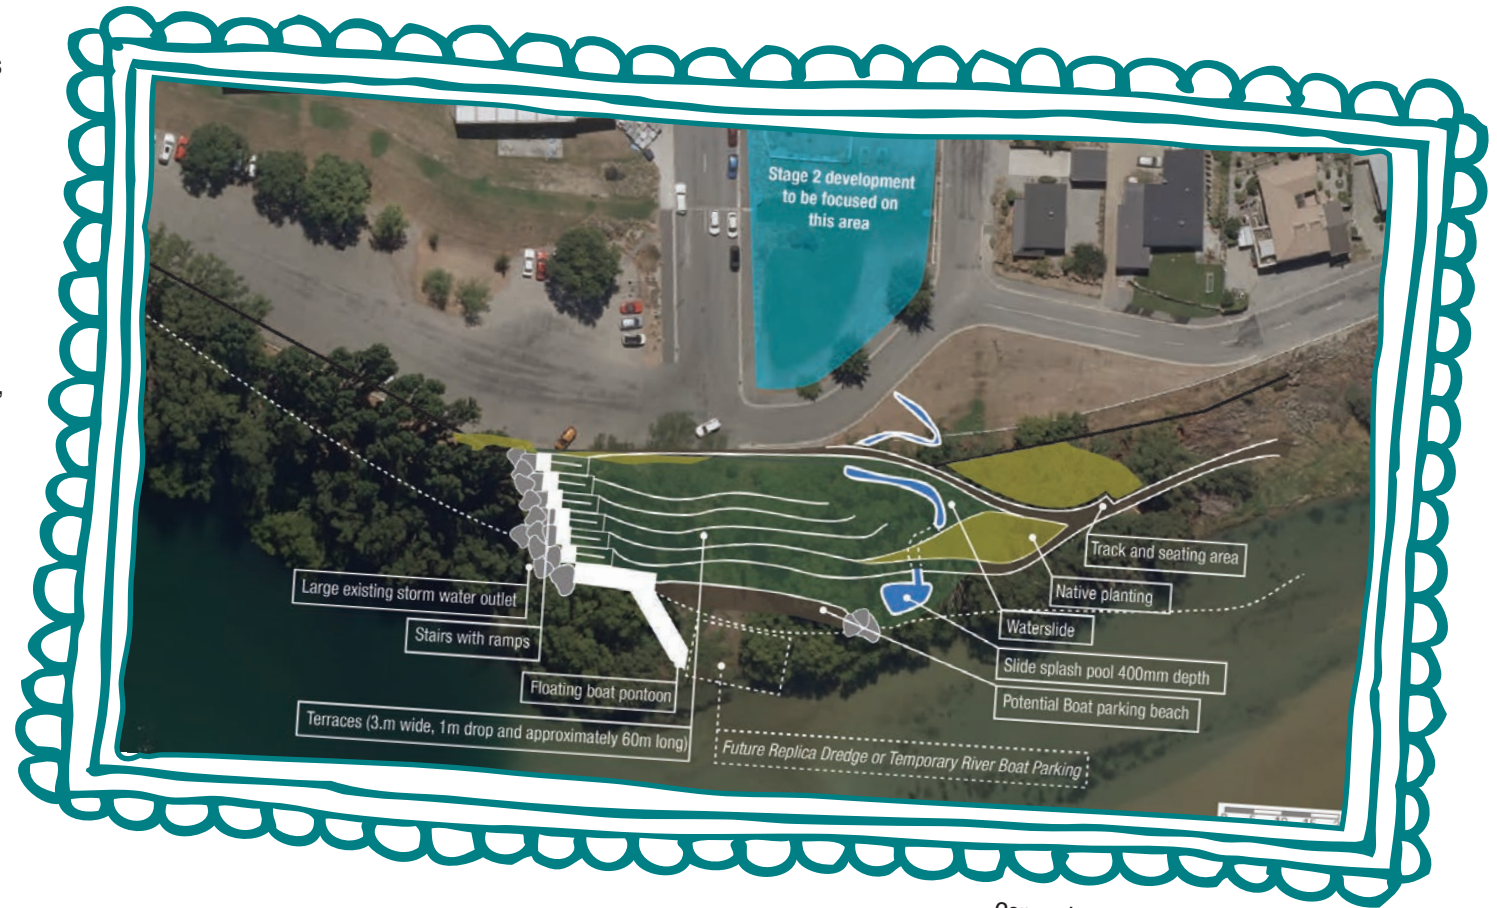 Stage 2 development
to be focused on
this area
Large existing storm water outlet
Stairs with ramps
Floating boat pontoon
Terraces (3.m wide, 1m drop and approximately 60m long)
Track and seating area
Native planting
Waterslide
Slide splash pool 400mm depth
Potential Boat parking beach
Future Replica Dredge or Temporary River Boat Parking